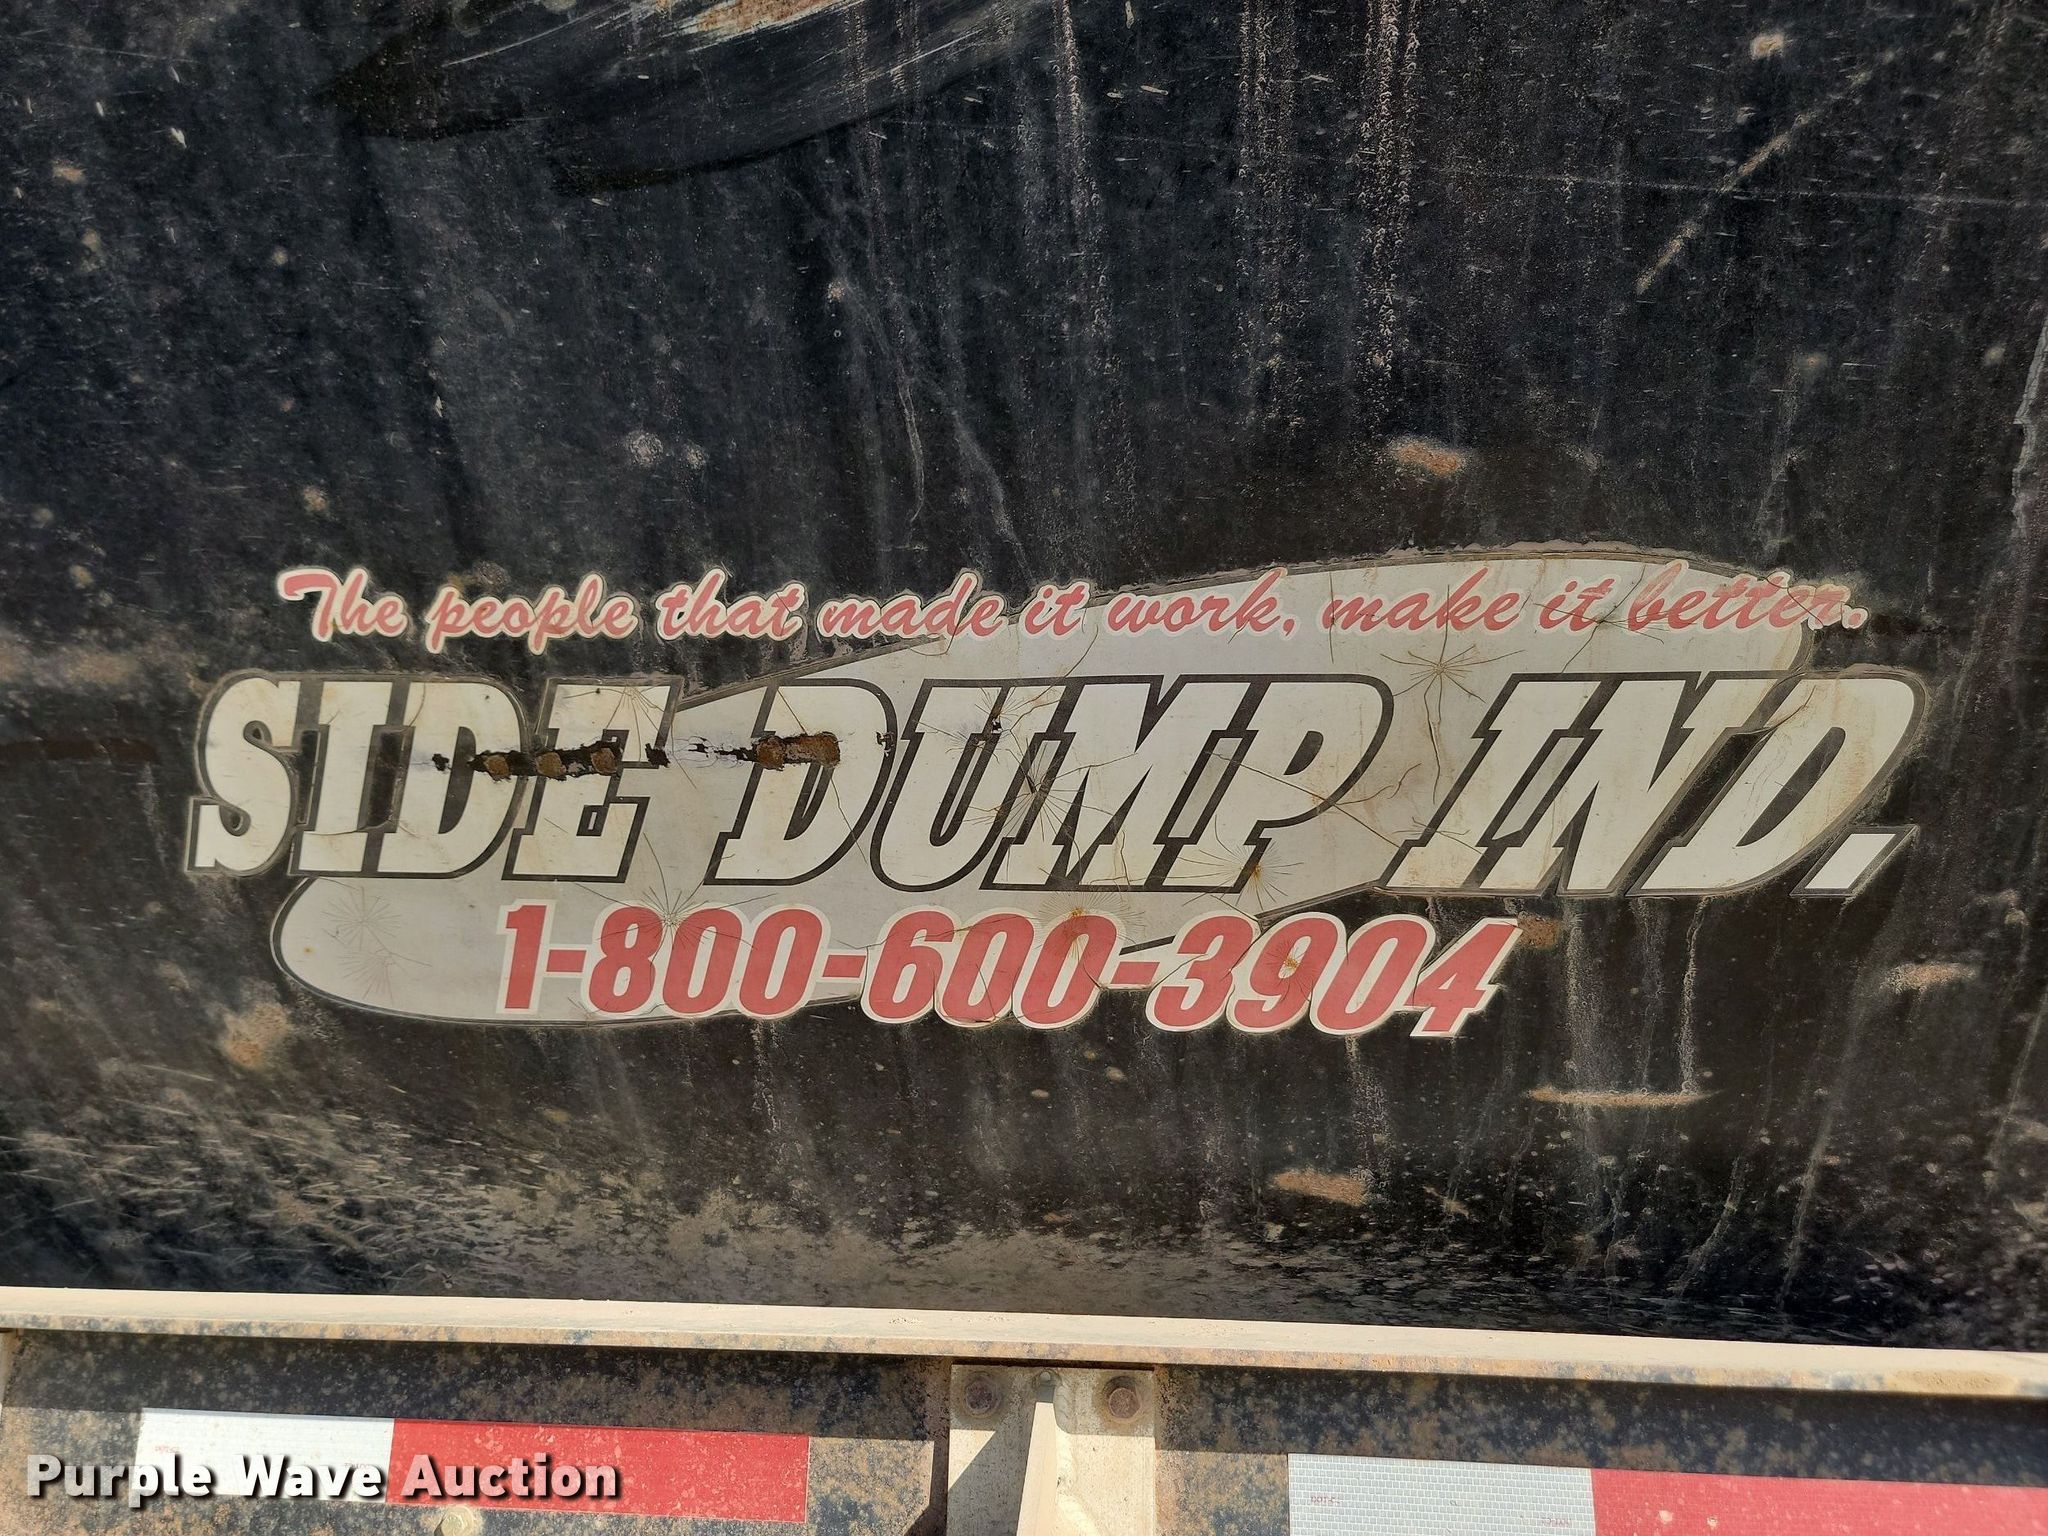 The people that made it work, make it better.
SIDE DUMP IND.
1-800-600-3904
Purple Wave Auction